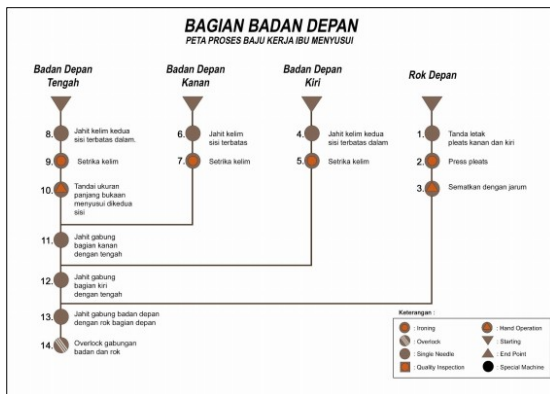 BAGIAN BADAN DEPAN
PETA PROSES BAJU KERJA IBU MENYUSUI
Badan Depan
Tengah
Badan Depan
Kanan
Badan Depan
Kiri
Rok Depan
8. Jahit kelim kedua
sisi terbatas dalam.
9. Setrika kelim
10. Tandai ukuran
panjang bukaan
menyusui dikedua
sisi
6. Jahit kelim
sisi terbatas
7. Setrika kelim
4. Jahit kelim kedua
sisi terbatas dalam
5. Setrika kelim
1. Tanda letak
pleats kanan dan kiri
2. Press pleats
3. Sematkan dengan jarum
11. Jahit gabung
bagian kanan
dengan tengah
12. Jahit gabung
bagian kiri
dengan tengah
13. Jahit gabung badan depan
dengan rok bagian depan
14. Overlock gabungan
badan dan rok
Keterangan :
: Ironing
: Overlock
: Single Needle
: Quality Inspection
: Hand Operation
: Starting
: End Point
: Special Machine